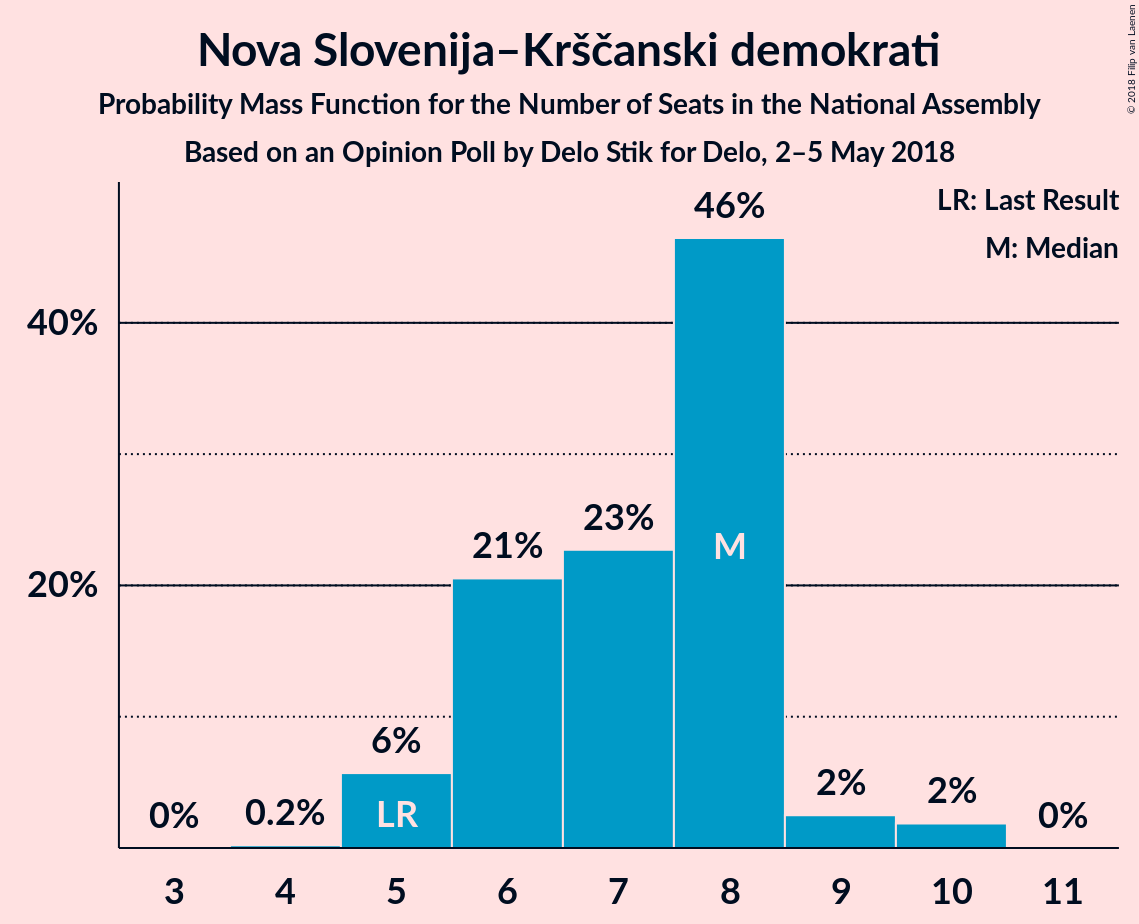 Nova Slovenija–Krščanski demokrati
Probability Mass Function for the Number of Seats in the National Assembly
Based on an Opinion Poll by Delo Stik for Delo, 2–5 May 2018
© 2018 Filip van Laenen
LR: Last Result
M: Median
46%
40%
23%
21%
M
20%
6%
2%
2%
0%
0.2%
LR
0%
3 4 5 6 7 8 9 10 11